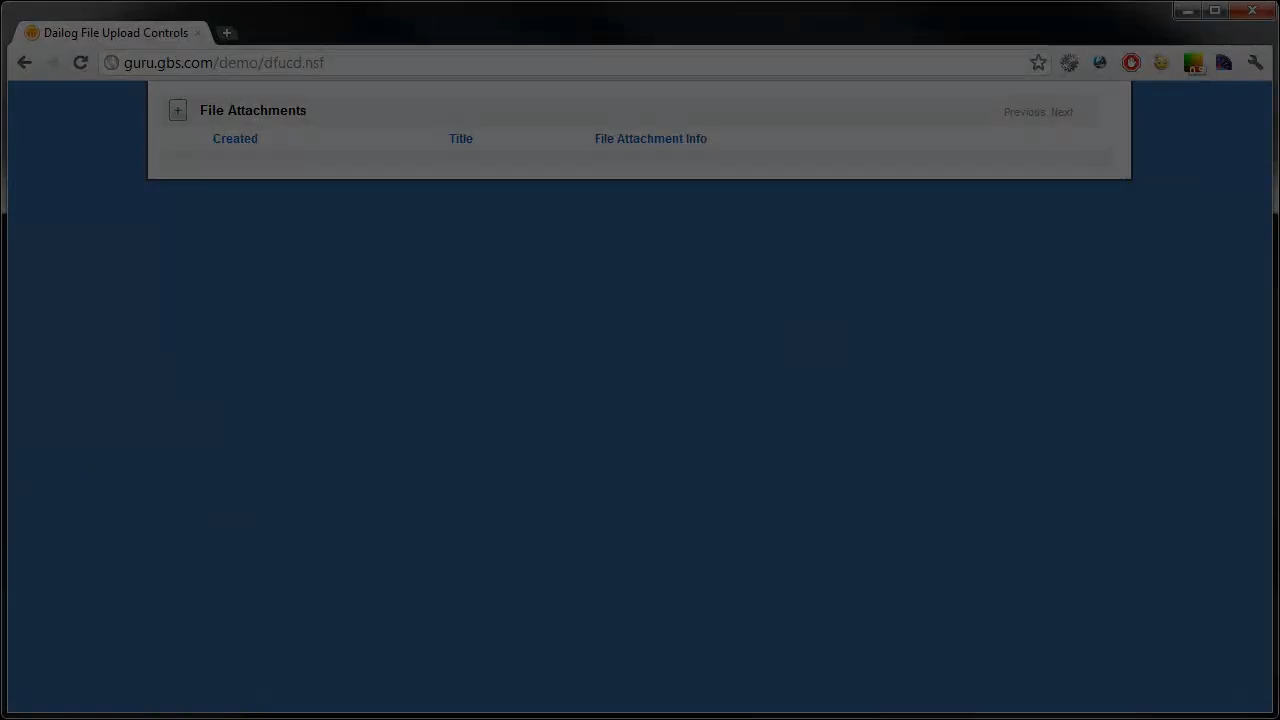 Dailog File Upload Controls
guru.gbs.com/demo/dfucd.nsf
+ File Attachments Previous Next
Created Title File Attachment Info